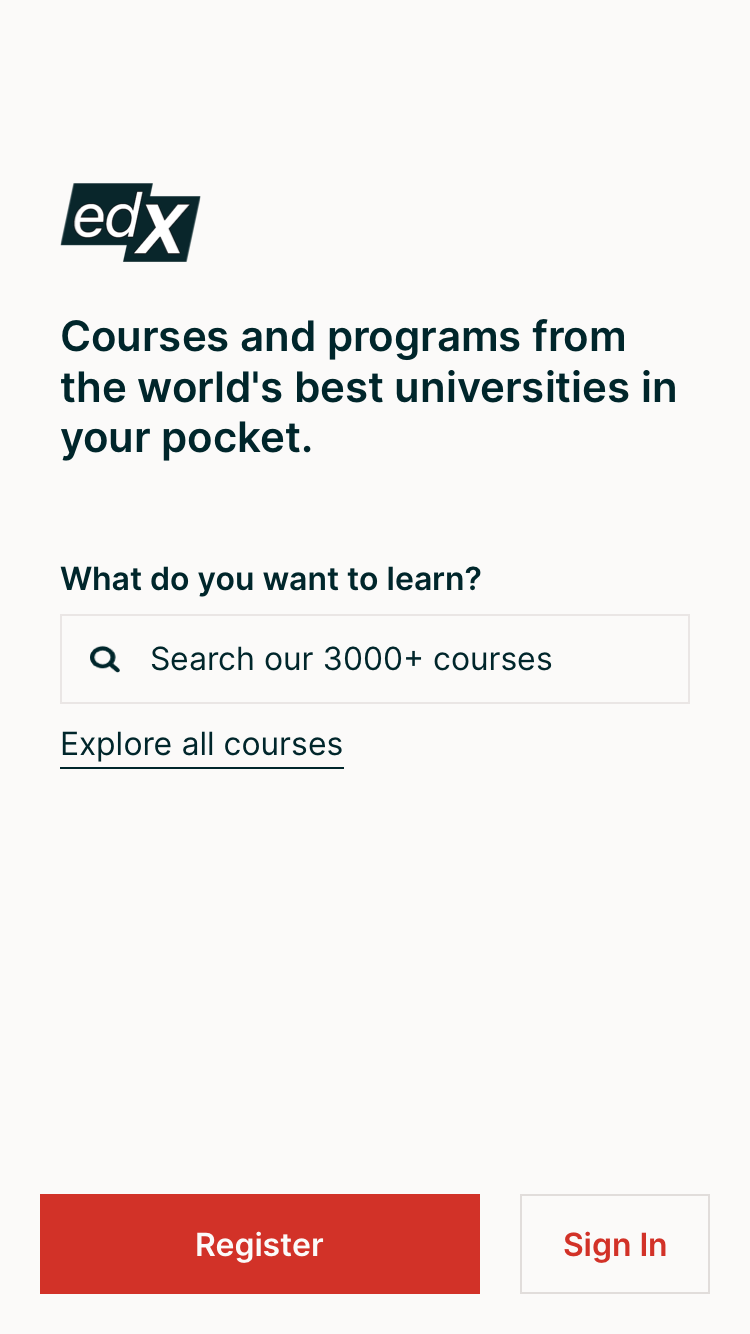 edX
Courses and programs from
the world's best universities in
your pocket.
What do you want to learn?
Search our 3000+ courses
Explore all courses
Register
Sign In